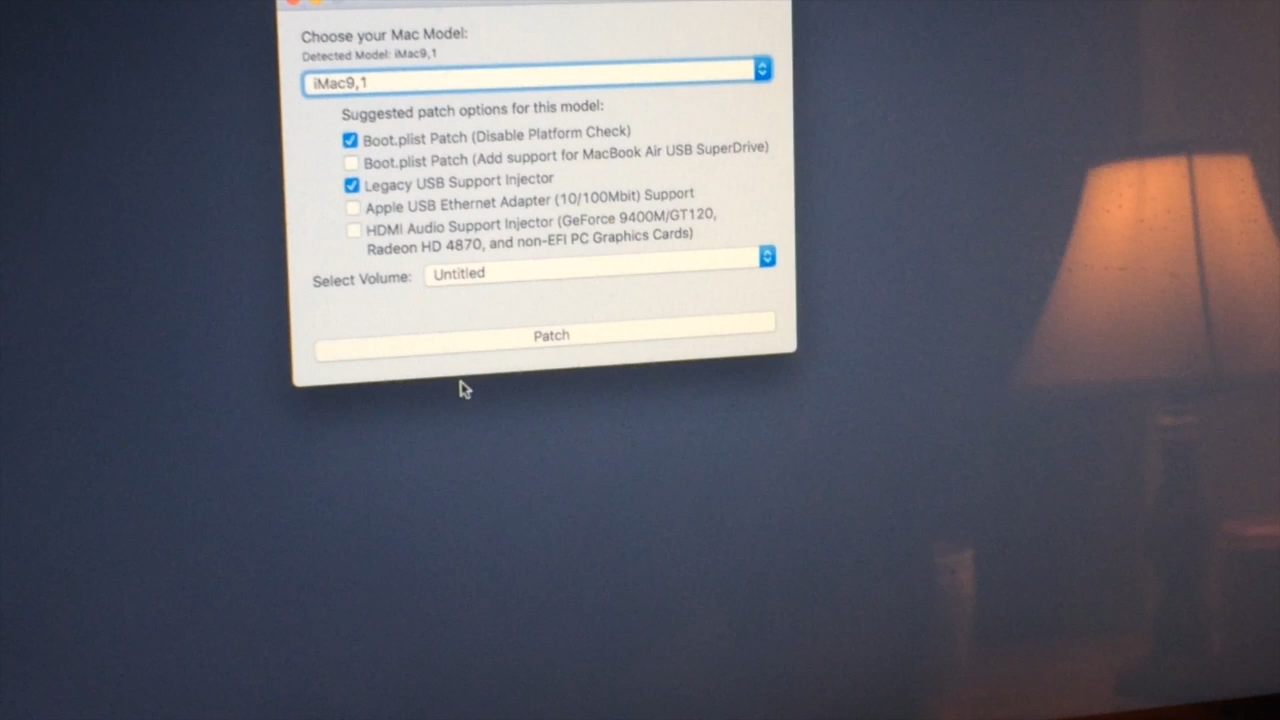 Choose your Mac Model:
Detected Model: iMac9,1
iMac9,1
Suggested patch options for this model:
Boot.plist Patch (Disable Platform Check)
Boot.plist Patch (Add support for MacBook Air USB SuperDrive)
Legacy USB Support Injector
Apple USB Ethernet Adapter (10/100Mbit) Support
HDMI Audio Support Injector (GeForce 9400M/GT120,
Radeon HD 4870, and non-EFI PC Graphics Cards)
Select Volume: Untitled
Patch